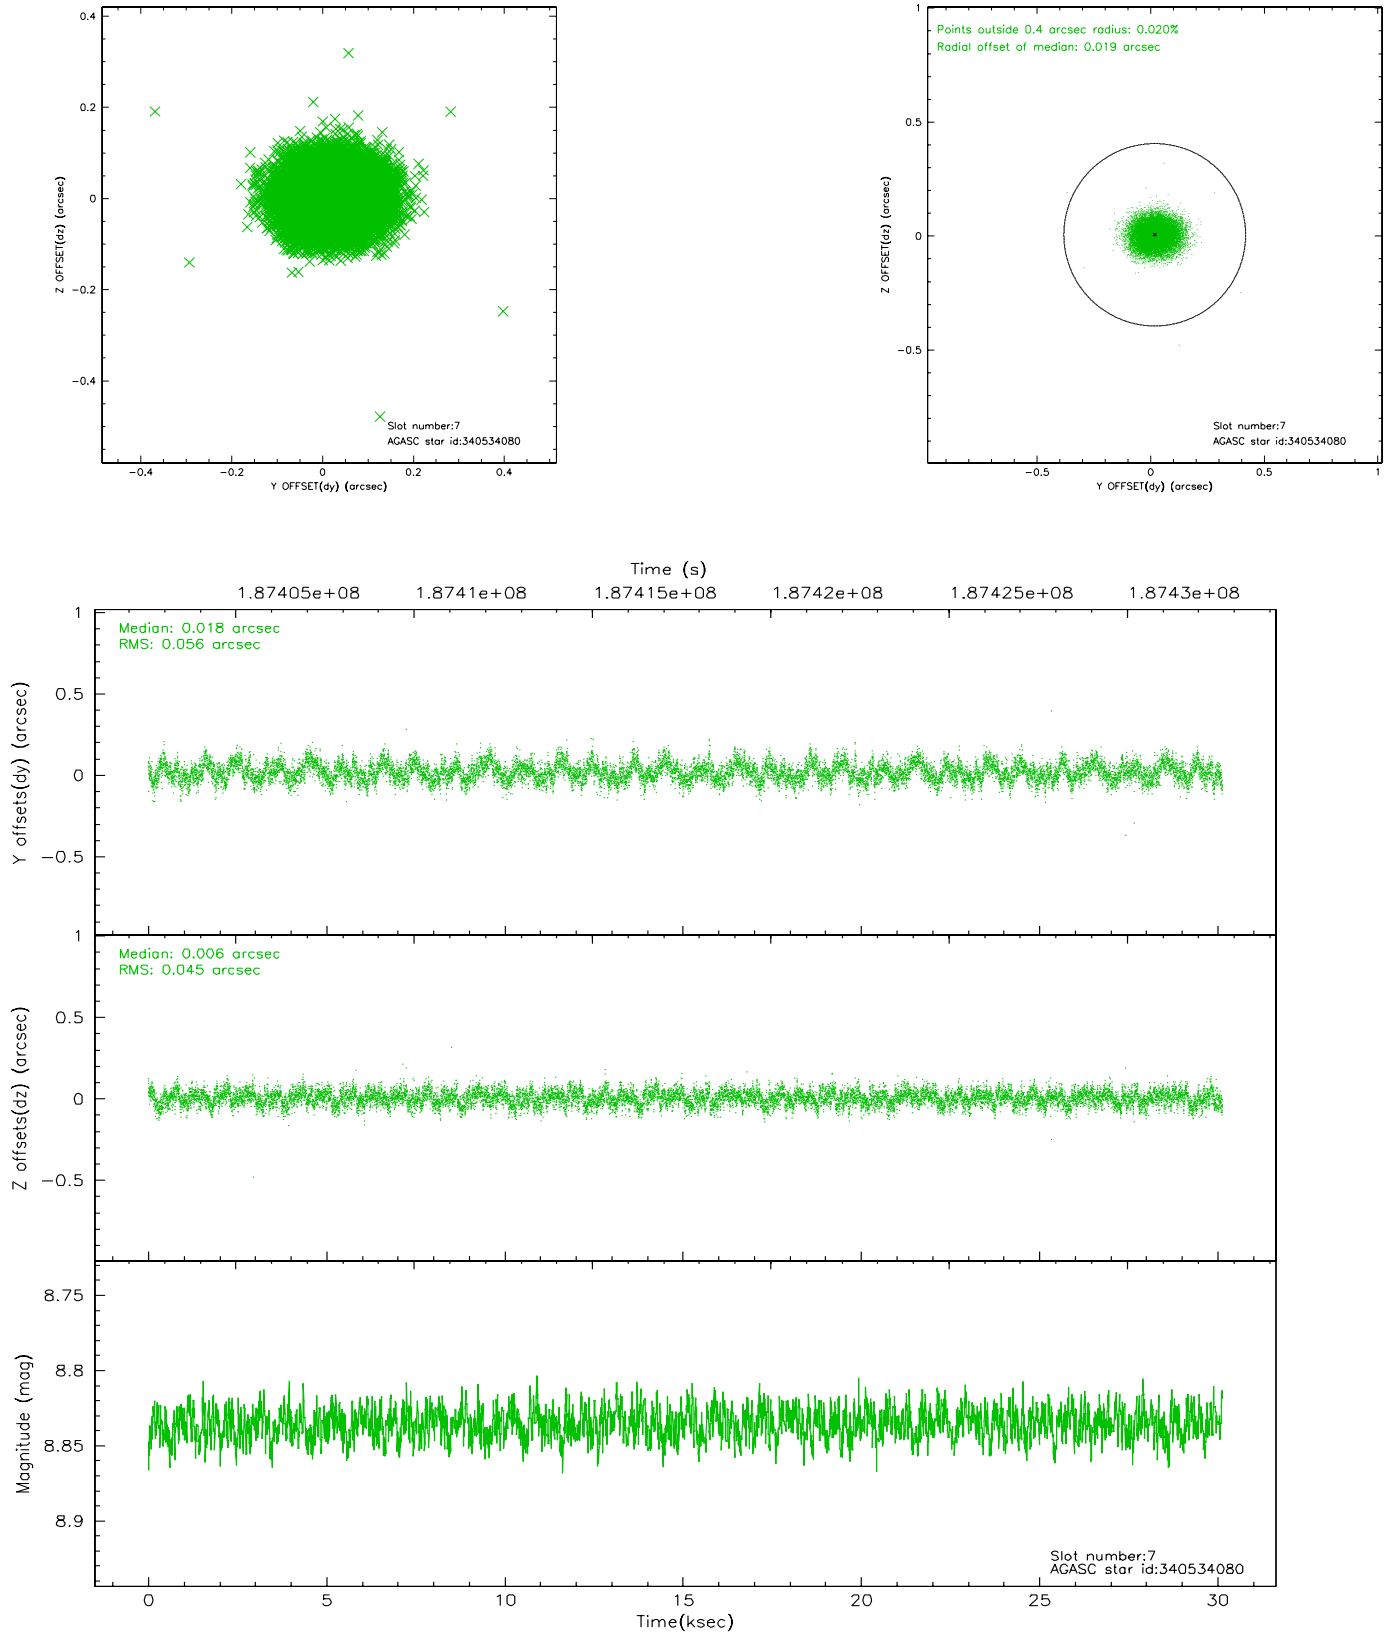 0.4
0.2
0
−0.2
−0.4
Z OFFSET(dz) (arcsec)
Slot number:7
AGASC star id:340534080
−0.4 −0.2 0 0.2 0.4
Y OFFSET(dy) (arcsec)
Points outside 0.4 arcsec radius: 0.020%
Radial offset of median: 0.019 arcsec
1
0.5
0
−0.5
Z OFFSET(dz) (arcsec)
Slot number:7
AGASC star id:340534080
−0.5 0 0.5 1
Y OFFSET(dy) (arcsec)
Time (s)
1.87405e+08 1.8741e+08 1.87415e+08 1.8742e+08 1.87425e+08 1.8743e+08
Median: 0.018 arcsec
RMS: 0.056 arcsec
1
0.5
0
−0.5
Y offsets(dy) (arcsec)
Median: 0.006 arcsec
RMS: 0.045 arcsec
1
0.5
0
−0.5
Z offsets(dz) (arcsec)
8.75
8.8
8.85
8.9
Magnitude (mag)
Slot number:7
AGASC star id:340534080
0 5 10 15 20 25 30
Time(ksec)